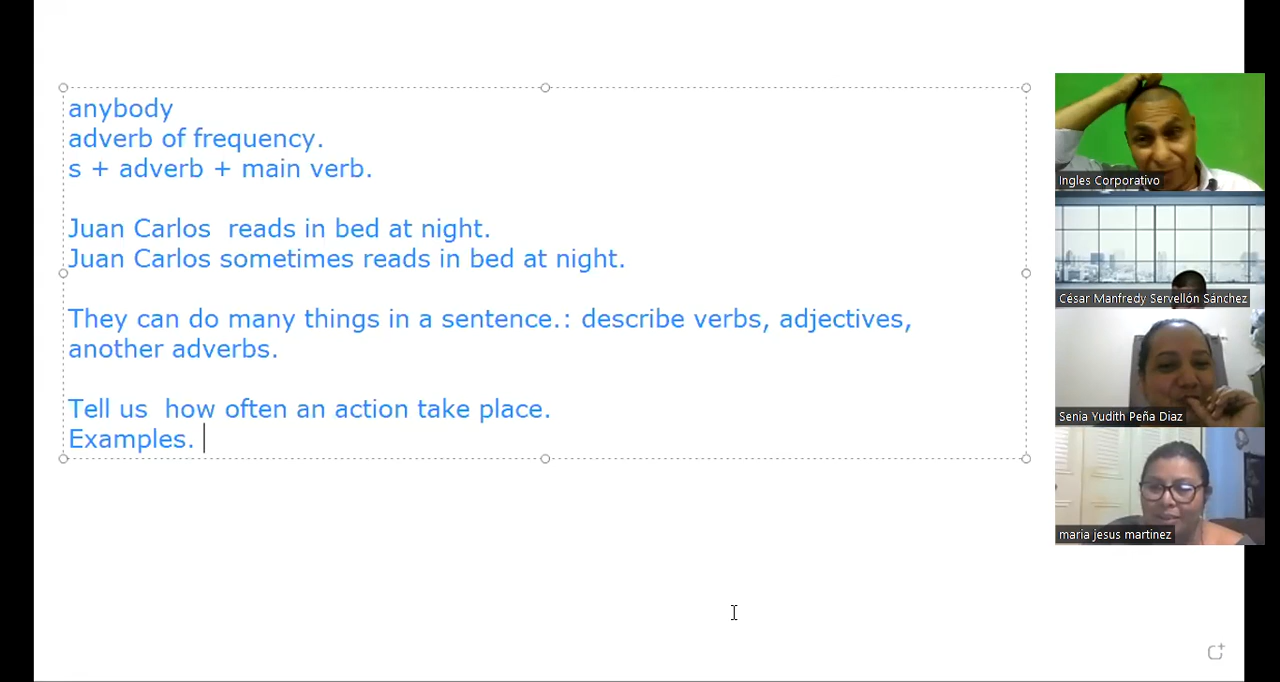 anybody
adverb of frequency.
s + adverb + main verb.
Juan Carlos  reads in bed at night.
Juan Carlos sometimes reads in bed at night.
They can do many things in a sentence.: describe verbs, adjectives,
another adverbs.
Tell us  how often an action take place.
Examples.
Ingles Corporativo
César Manfredy Servellón Sánchez
Senia Yudith Peña Diaz
maria jesus martinez